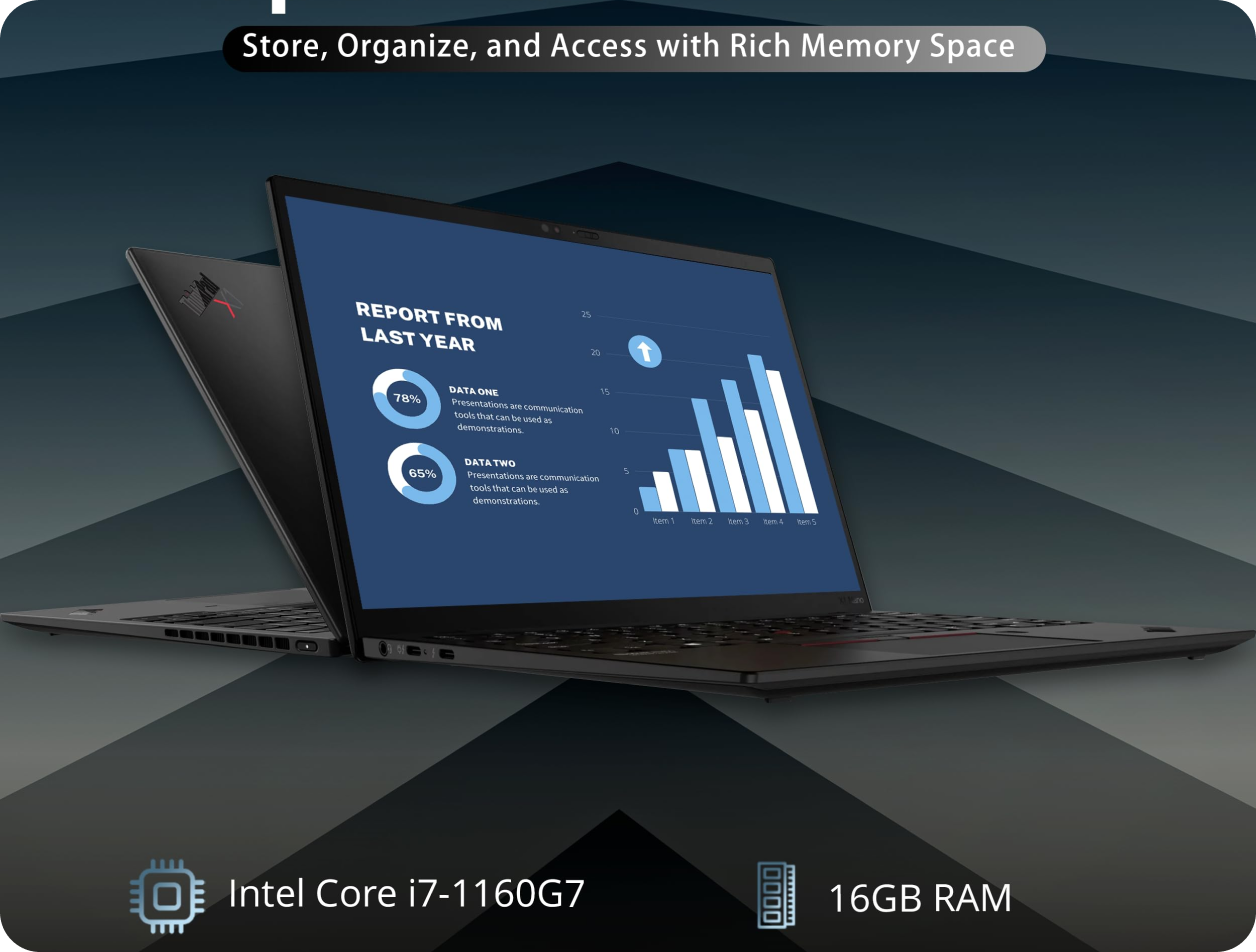 Store, Organize, and Access with Rich Memory Space
ThinkPad
X1
REPORT FROM
LAST YEAR
78%
DATA ONE
Presentations are communication
tools that can be used as
demonstrations.
65%
DATA TWO
Presentations are communication
tools that can be used as
demonstrations.
25
20
15
10
5
0
Item 1 Item 2 Item 3 Item 4 Item 5
Intel Core i7-1160G7
16GB RAM